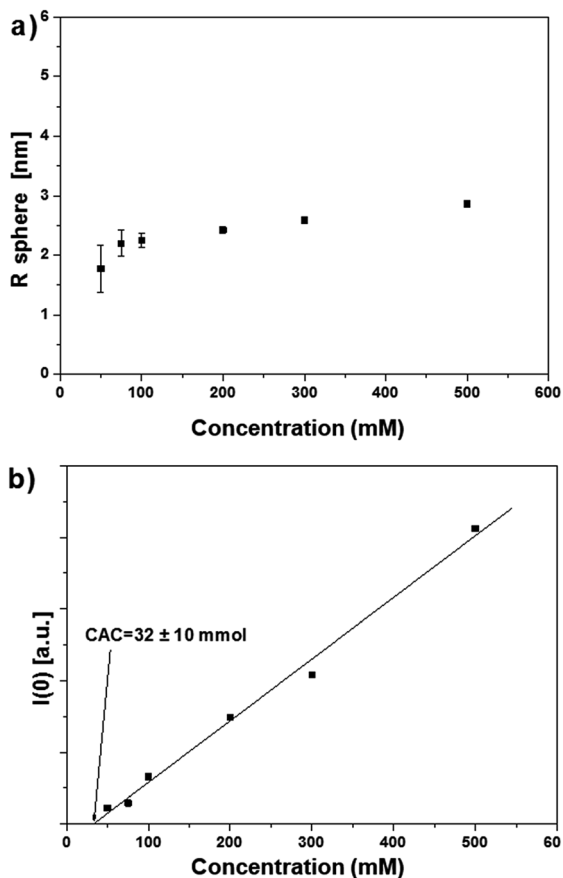 a)
6
5
4
3
2
1
0
R sphere [nm]
0 100 200 300 400 500 600
Concentration (mM)
b)
I(0) [a.u.]
CAC=32 ± 10 mmol
0 100 200 300 400 500 60
Concentration (mM)